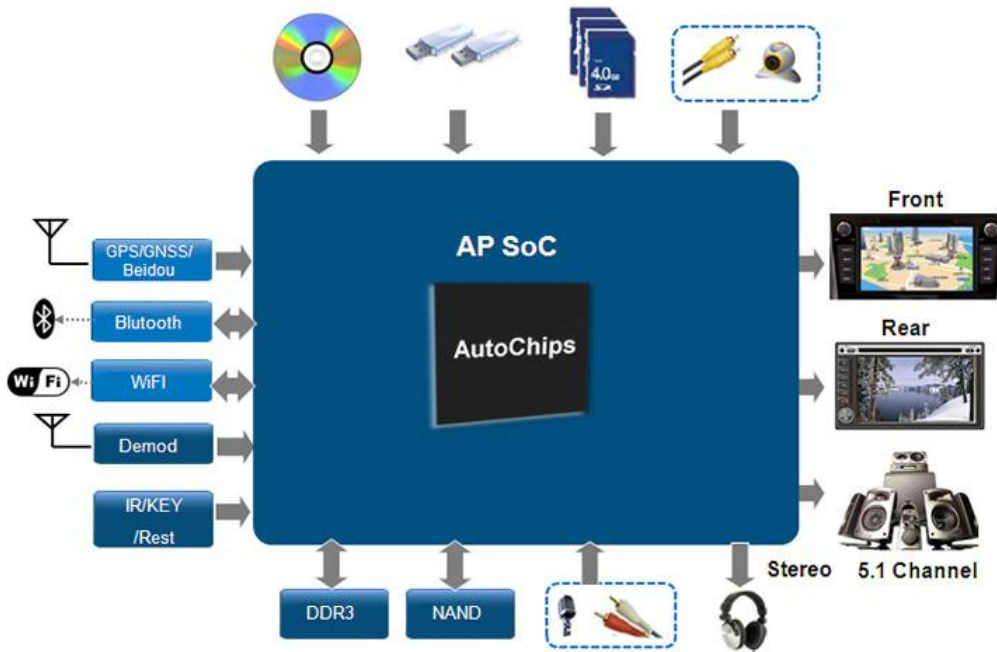 4.0GB
Front
AP SoC
GPS/GNSS/
Beidou
AutoChips
Blutooth
Rear
Wi Fi
WiFI
Demod
IR/KEY
/Rest
Stereo
5.1 Channel
DDR3
NAND